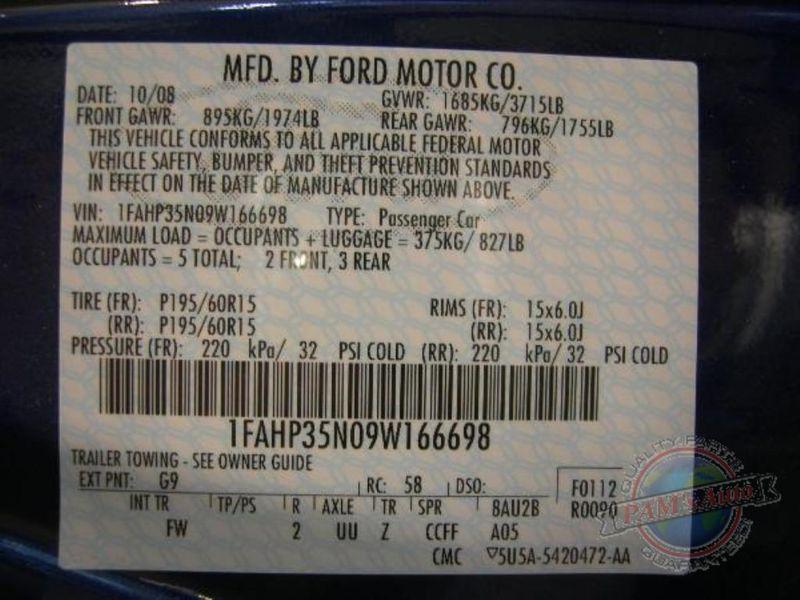 MFD. BY FORD MOTOR CO.
DATE: 10/08 GVWR: 1685KG/3715LB
FRONT GAWR: 895KG/1974LB REAR GAWR: 796KG/1755LB
THIS VEHICLE CONFORMS TO ALL APPLICABLE FEDERAL MOTOR
VEHICLE SAFETY, BUMPER, AND THEFT PREVENTION STANDARDS
IN EFFECT ON THE DATE OF MANUFACTURE SHOWN ABOVE.
VIN: 1FAHP35N09W166698 TYPE: Passenger Car
MAXIMUM LOAD = OCCUPANTS + LUGGAGE = 375KG/ 827LB
OCCUPANTS = 5 TOTAL; 2 FRONT, 3 REAR
TIRE (FR): P195/60R15 RIMS (FR): 15x6.0J
(RR): P195/60R15 (RR): 15x6.0J
PRESSURE (FR): 220 kPa/ 32 PSI COLD (RR): 220 kPa/ 32 PSI COLD
1FAHP35N09W166698
TRAILER TOWING - SEE OWNER GUIDE
EXT PNT: G9 RC: 58 DSO: F0112
INT TR TP/PS R AXLE TR SPR BAU2B R0090
FW 2 UU Z CCFF A05
CMC ▽5U5A-5420472-AA
QUALITY PARTS
PAM'S Auto
GUARANTEED!